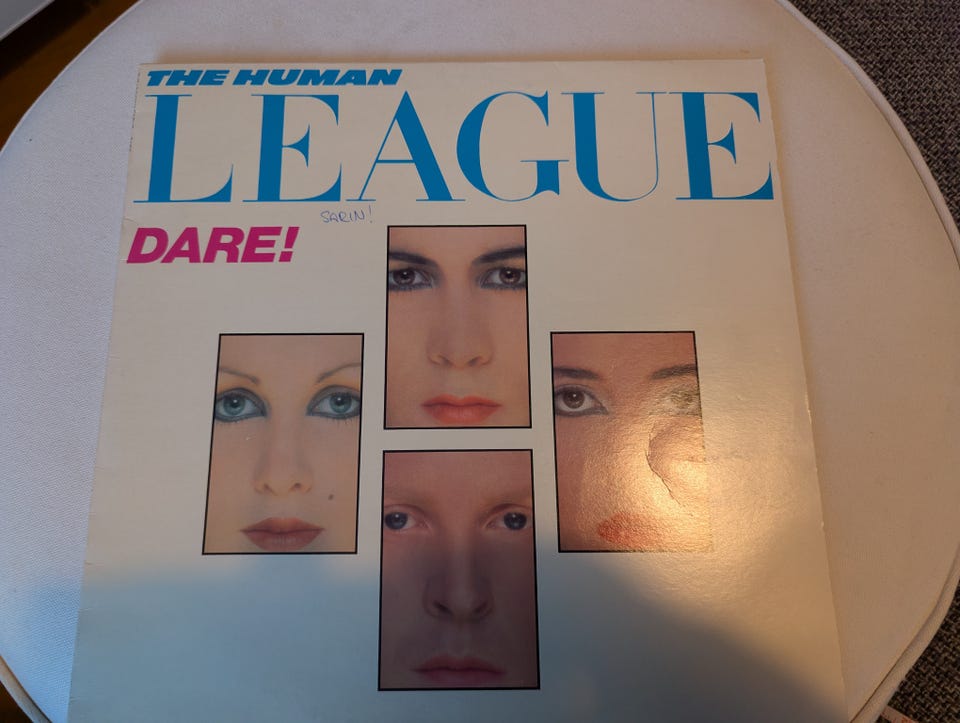 THE HUMAN
LEAGUE
SARIN!
DARE!